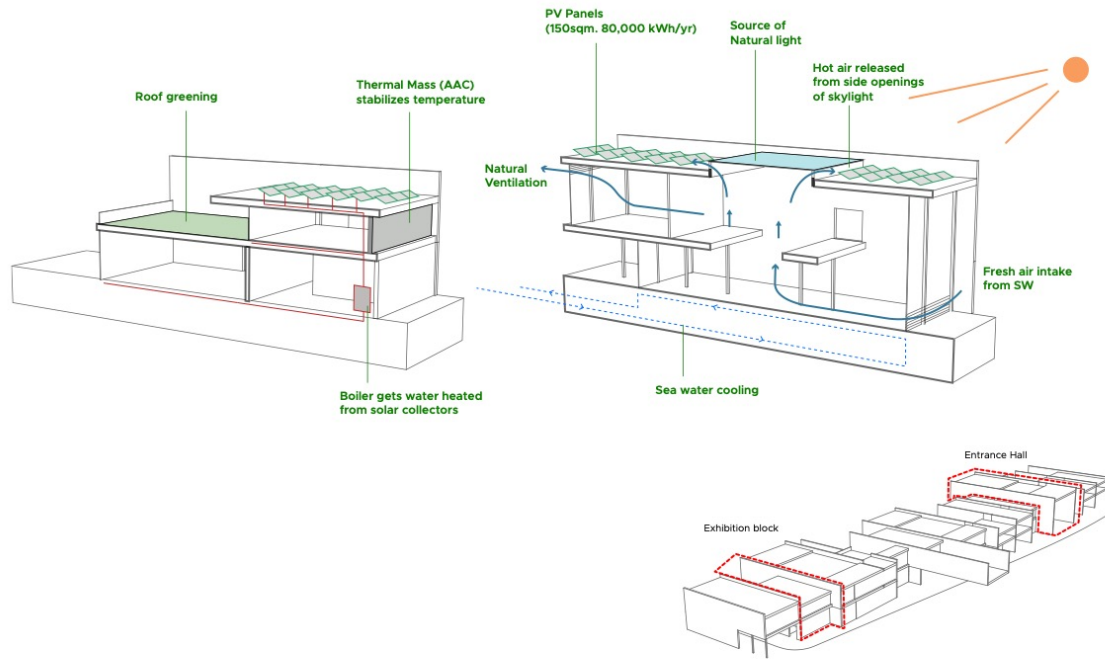 PV Panels
(150sqm. 80,000 kWh/yr)
Source of
Natural light
Hot air released
from side openings
of skylight
Thermal Mass (AAC)
stabilizes temperature
Roof greening
Natural
Ventilation
Fresh air intake
from SW
Boiler gets water heated
from solar collectors
Sea water cooling
Entrance Hall
Exhibition block